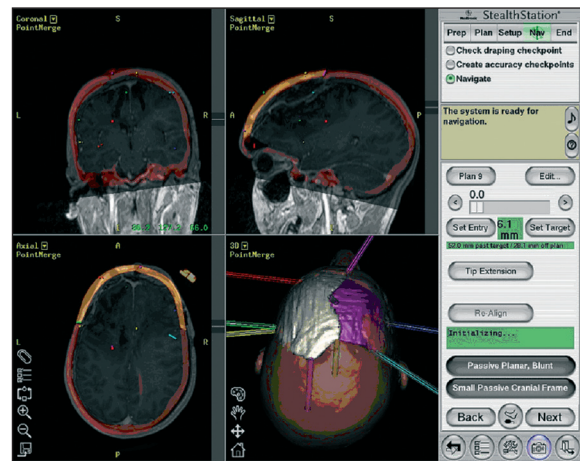 Coronal
PointMerge
S
L
R
Sagittal
PointMerge
S
A
P
Axial
PointMerge
A
L
R
P
3D
PointMerge
StealthStation
Prep Plan Setup Nav End
Check draping checkpoint
Create accuracy checkpoints
Navigate
The system is ready for
navigation.
Plan 9 Edit...
0.0
< >
Set Entry 6.1 mm Set Target
Tip Extension
Re-Align
Initializing...
Passive Planar, Blunt
Small Passive Cranial Frame
Back Next